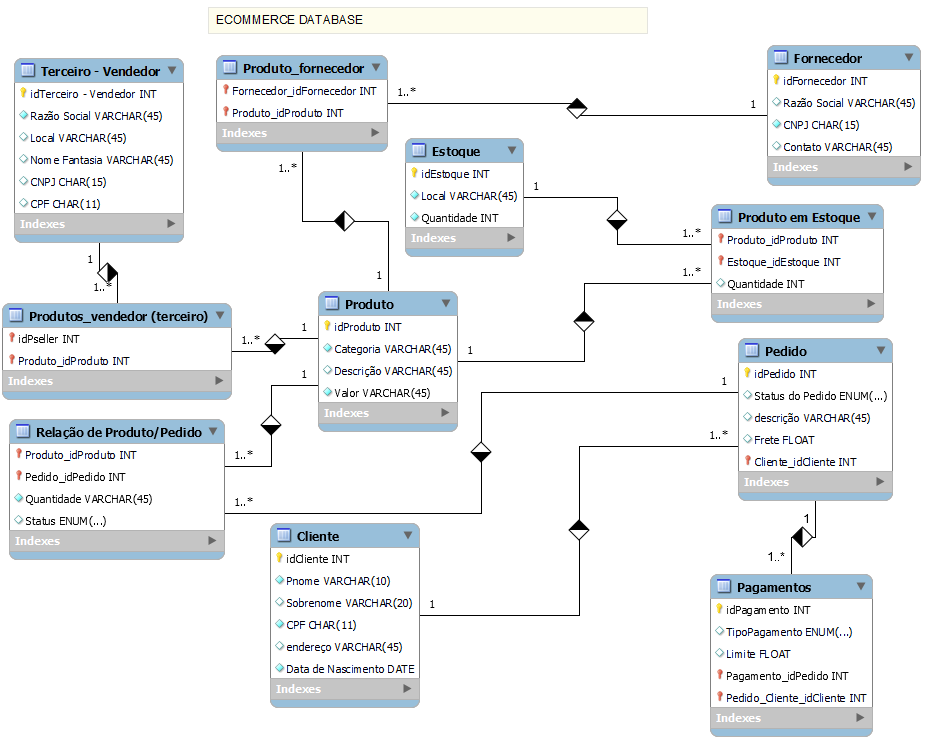 ECOMMERCE DATABASE
Terceiro - Vendedor
idTerceiro - Vendedor INT
Razão Social VARCHAR(45)
Local VARCHAR(45)
Nome Fantasia VARCHAR(45)
CNPJ CHAR(15)
CPF CHAR(11)
Indexes
Produto_fornecedor
Fornecedor_idFornecedor INT
Produto_idProduto INT
Indexes
1..*
1
Fornecedor
idFornecedor INT
Razão Social VARCHAR(45)
CNPJ CHAR(15)
Contato VARCHAR(45)
Indexes
1..*
1
Estoque
idEstoque INT
Local VARCHAR(45)
Quantidade INT
Indexes
1
1..*
Produto em Estoque
Produto_idProduto INT
Estoque_idEstoque INT
Quantidade INT
Indexes
1..*
1
1
1..*
Produtos_vendedor (terceiro)
idPseller INT
Produto_idProduto INT
Indexes
1..*
1
Produto
idProduto INT
Categoria VARCHAR(45)
Descrição VARCHAR(45)
Valor VARCHAR(45)
Indexes
1
1..*
Relação de Produto/Pedido
Produto_idProduto INT
Pedido_idPedido INT
Quantidade VARCHAR(45)
Status ENUM(...)
Indexes
1..*
1
Pedido
idPedido INT
Status do Pedido ENUM(...)
descrição VARCHAR(45)
Frete FLOAT
Cliente_idCliente INT
Indexes
1..*
1
Cliente
idCliente INT
Pnome VARCHAR(10)
Sobrenome VARCHAR(20)
CPF CHAR(11)
endereço VARCHAR(45)
Data de Nascimento DATE
Indexes
1
1..*
Pagamentos
idPagamento INT
TipoPagamento ENUM(...)
Limite FLOAT
Pagamento_idPedido INT
Pedido_Cliente_idCliente INT
Indexes